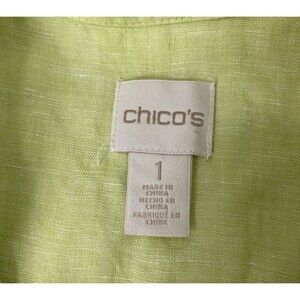 chico's
1
MADE IN
CHINA
HECHO EN
CHINA
FABRIQUÉ EN
CHINE